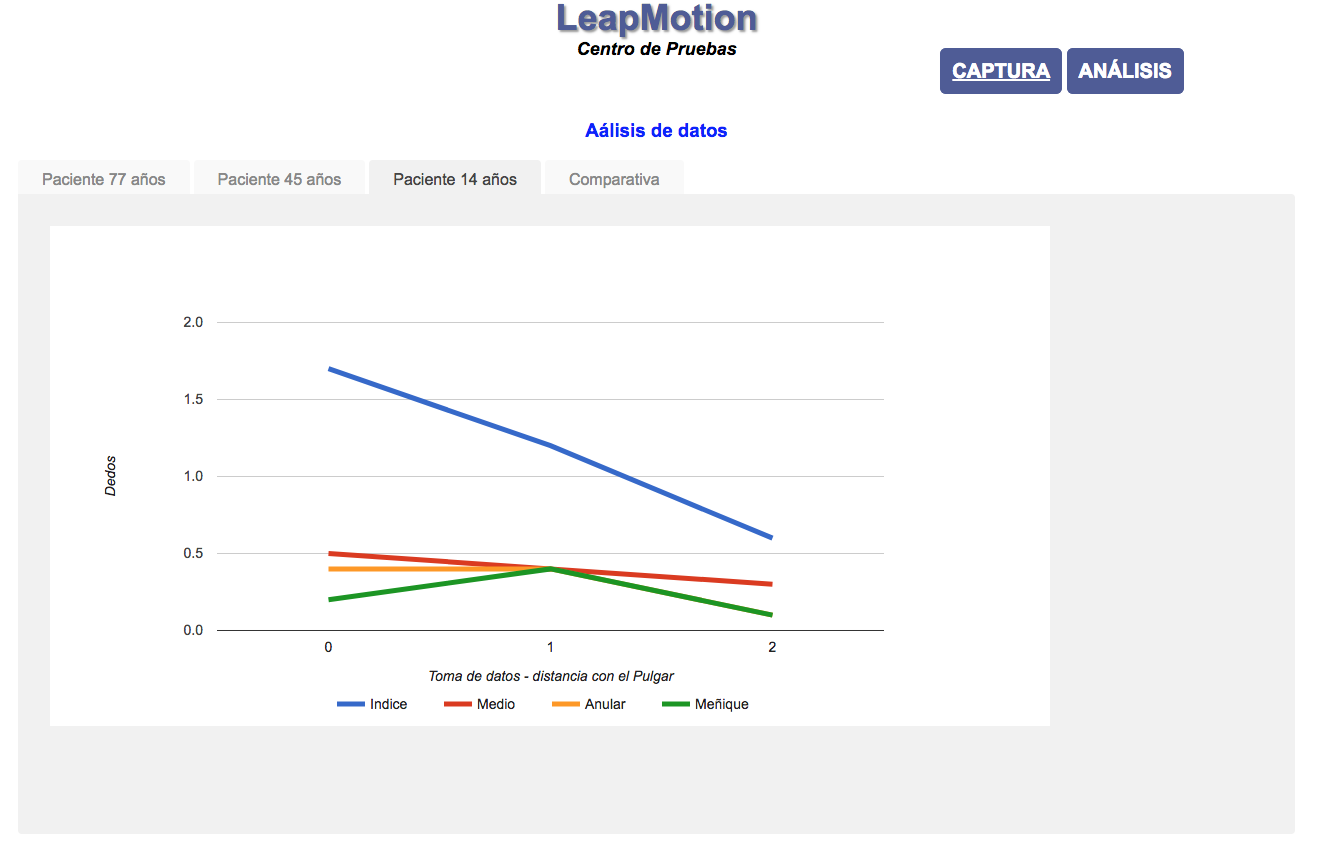 LeapMotion
Centro de Pruebas
CAPTURA ANÁLISIS
Aálisis de datos
Paciente 77 años Paciente 45 años Paciente 14 años Comparativa
2.0
1.5
1.0
0.5
0.0
Dedos
0 1 2
Toma de datos - distancia con el Pulgar
Indice Medio Anular Meñique